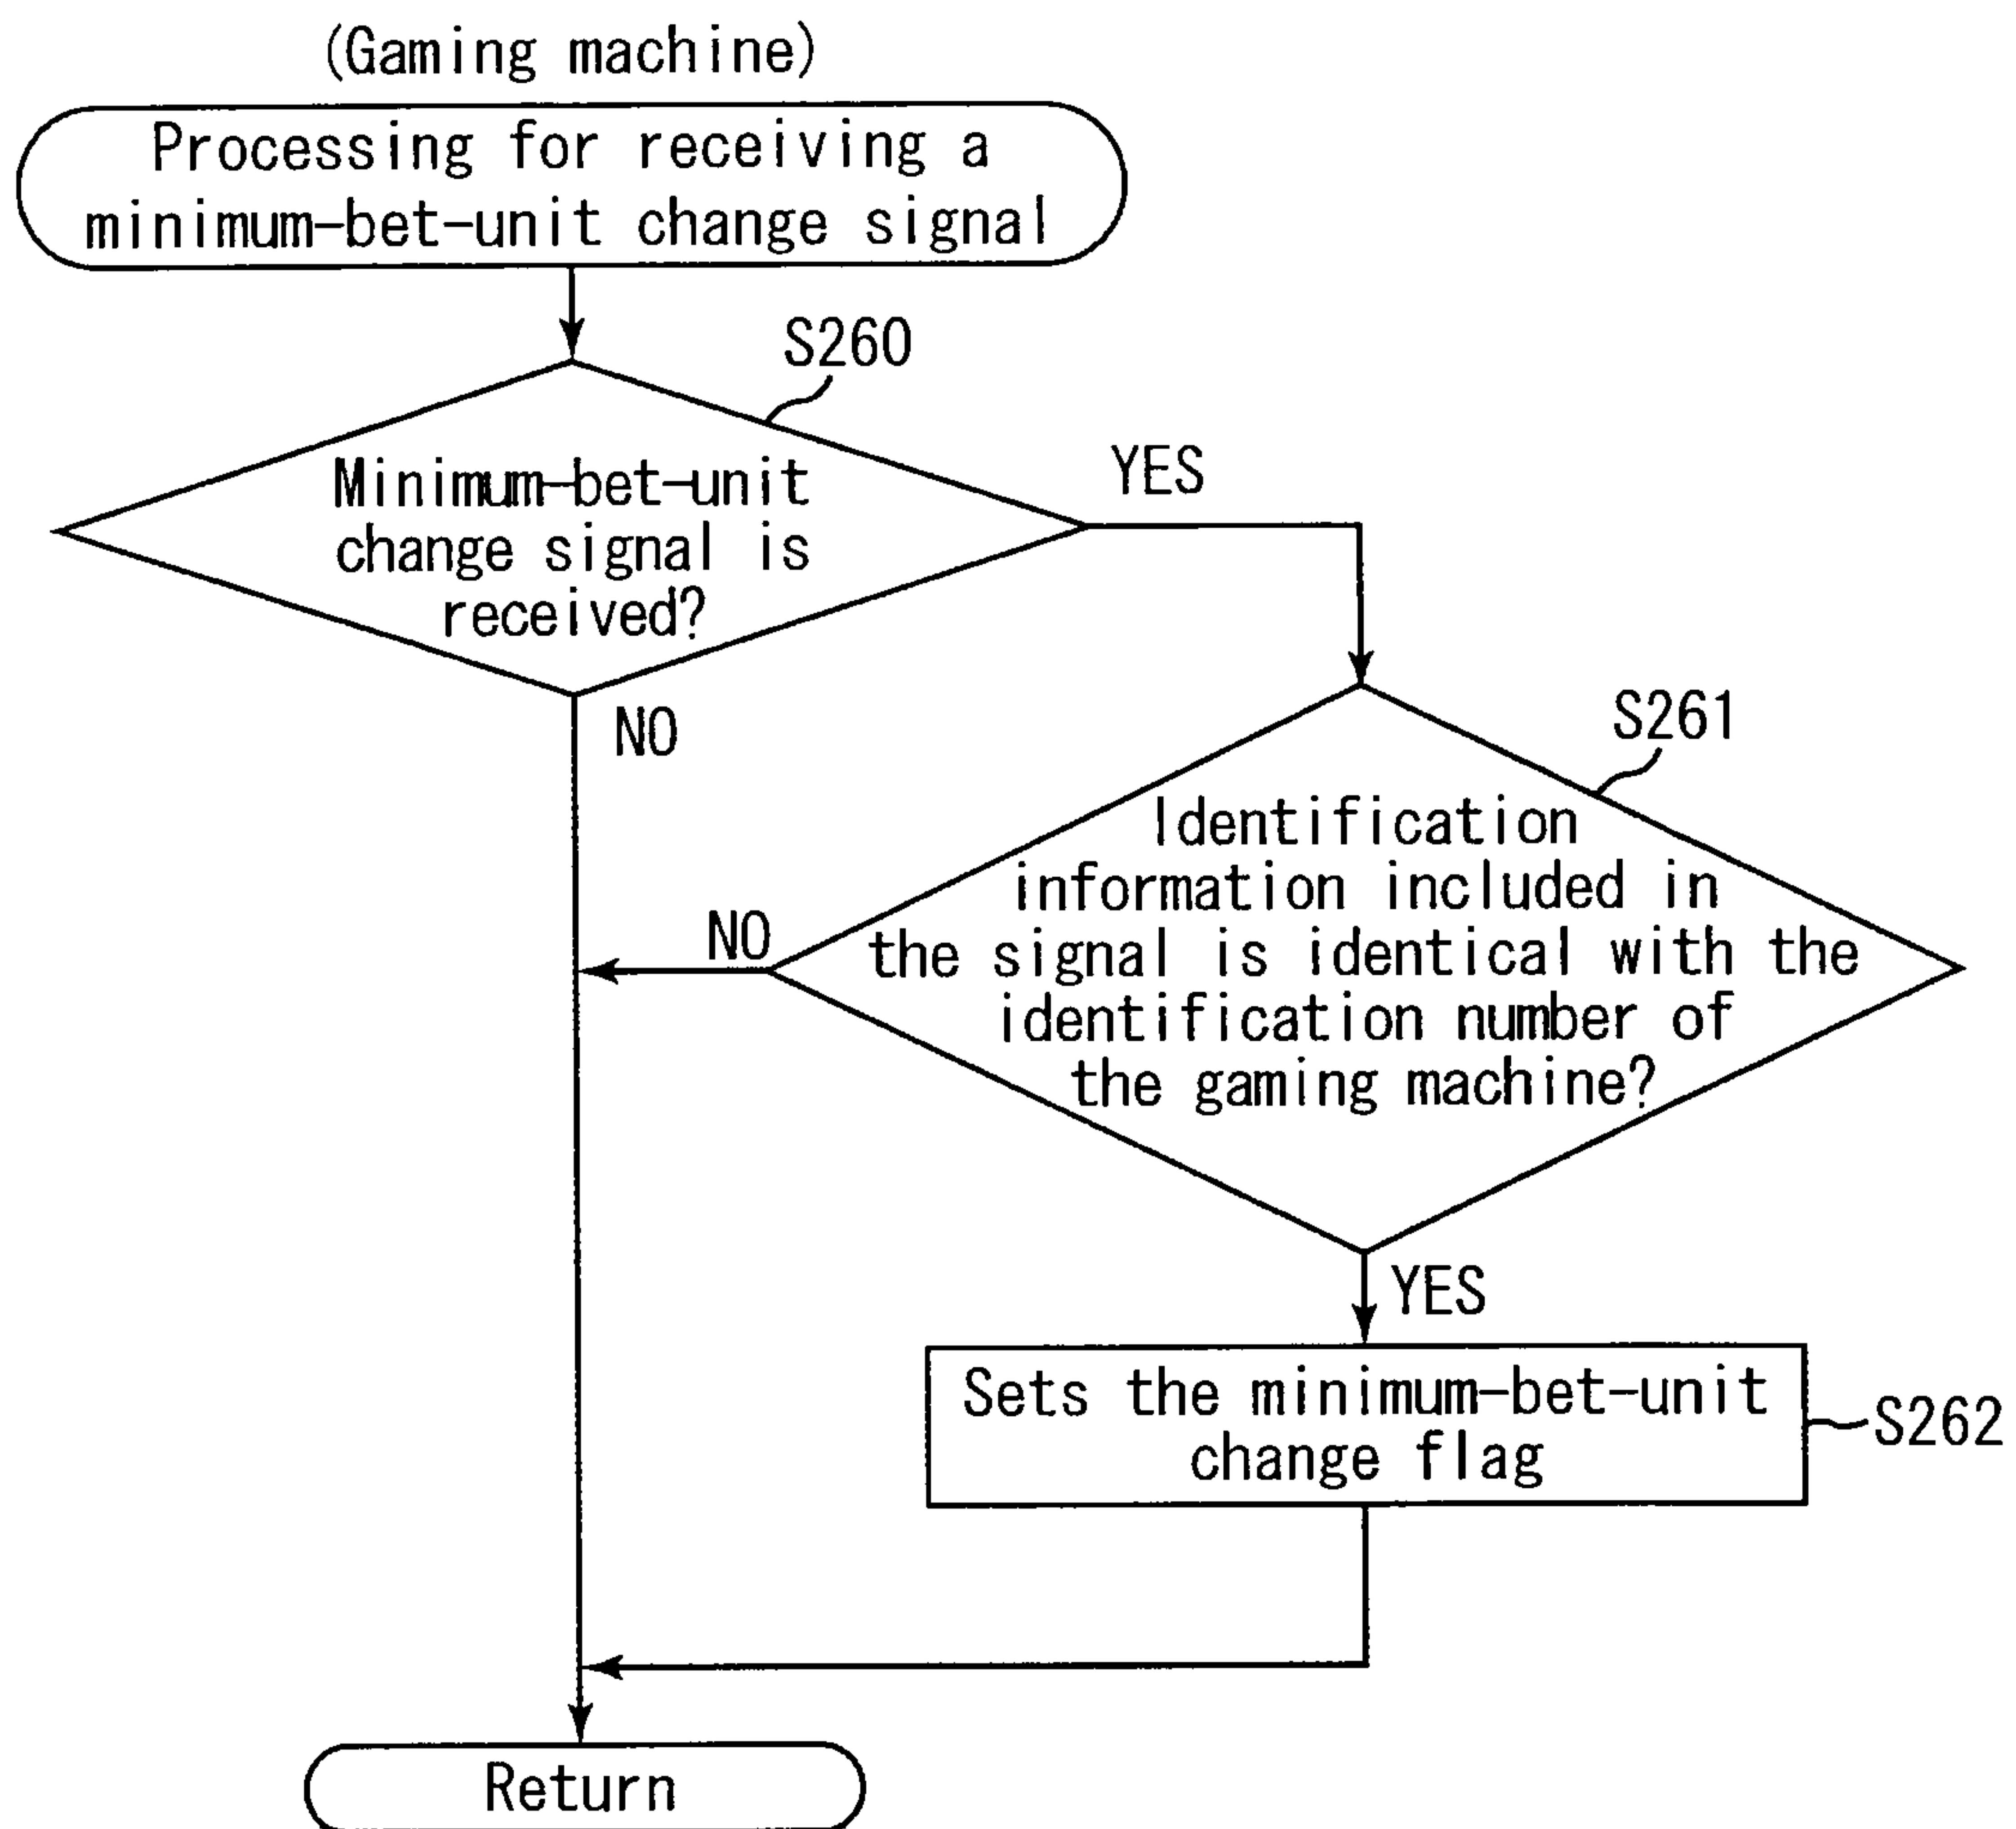 (Gaming machine)
Processing for receiving a
minimum-bet-unit change signal
S260
Minimum-bet-unit
change signal is
received?
YES
NO
S261
Identification
information included in
the signal is identical with the
identification number of
the gaming machine?
NO
YES
Sets the minimum-bet-unit
change flag
S262
Return